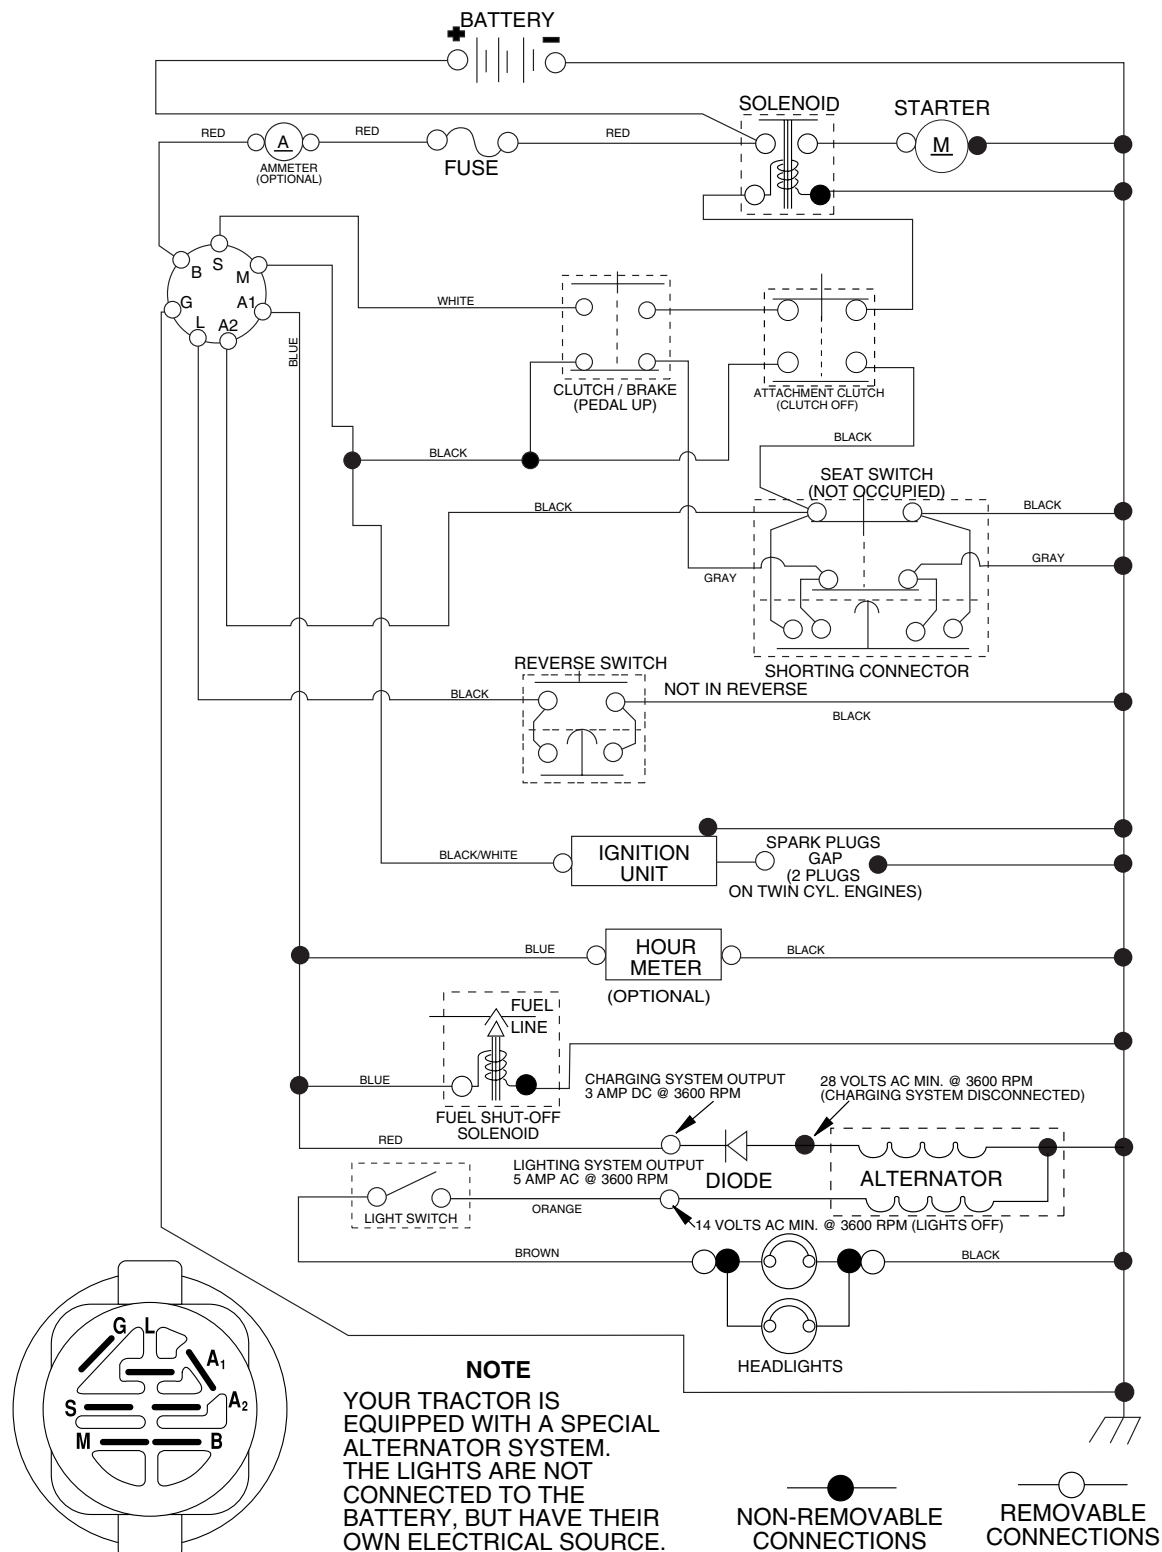 BATTERY
SOLENOID
STARTER
RED
A
RED
RED
M
AMMETER
(OPTIONAL)
FUSE
B
S
M
G
A1
L
A2
BLUE
WHITE
CLUTCH / BRAKE
(PEDAL UP)
ATTACHMENT CLUTCH
(CLUTCH OFF)
BLACK
BLACK
SEAT SWITCH
(NOT OCCUPIED)
BLACK
BLACK
GRAY
GRAY
SHORTING CONNECTOR
REVERSE SWITCH
BLACK
NOT IN REVERSE
BLACK
BLACK/WHITE
IGNITION
UNIT
SPARK PLUGS
GAP
(2 PLUGS
ON TWIN CYL. ENGINES)
BLUE
HOUR
METER
BLACK
(OPTIONAL)
FUEL
LINE
BLUE
FUEL SHUT-OFF
SOLENOID
CHARGING SYSTEM OUTPUT
3 AMP DC @ 3600 RPM
28 VOLTS AC MIN. @ 3600 RPM
(CHARGING SYSTEM DISCONNECTED)
RED
LIGHTING SYSTEM OUTPUT
5 AMP AC @ 3600 RPM
DIODE
ALTERNATOR
LIGHT SWITCH
ORANGE
14 VOLTS AC MIN. @ 3600 RPM (LIGHTS OFF)
BROWN
BLACK
HEADLIGHTS
G
L
A1
S
A2
M
B
NOTE
YOUR TRACTOR IS
EQUIPPED WITH A SPECIAL
ALTERNATOR SYSTEM.
THE LIGHTS ARE NOT
CONNECTED TO THE
BATTERY, BUT HAVE THEIR
OWN ELECTRICAL SOURCE.
NON-REMOVABLE
CONNECTIONS
REMOVABLE
CONNECTIONS